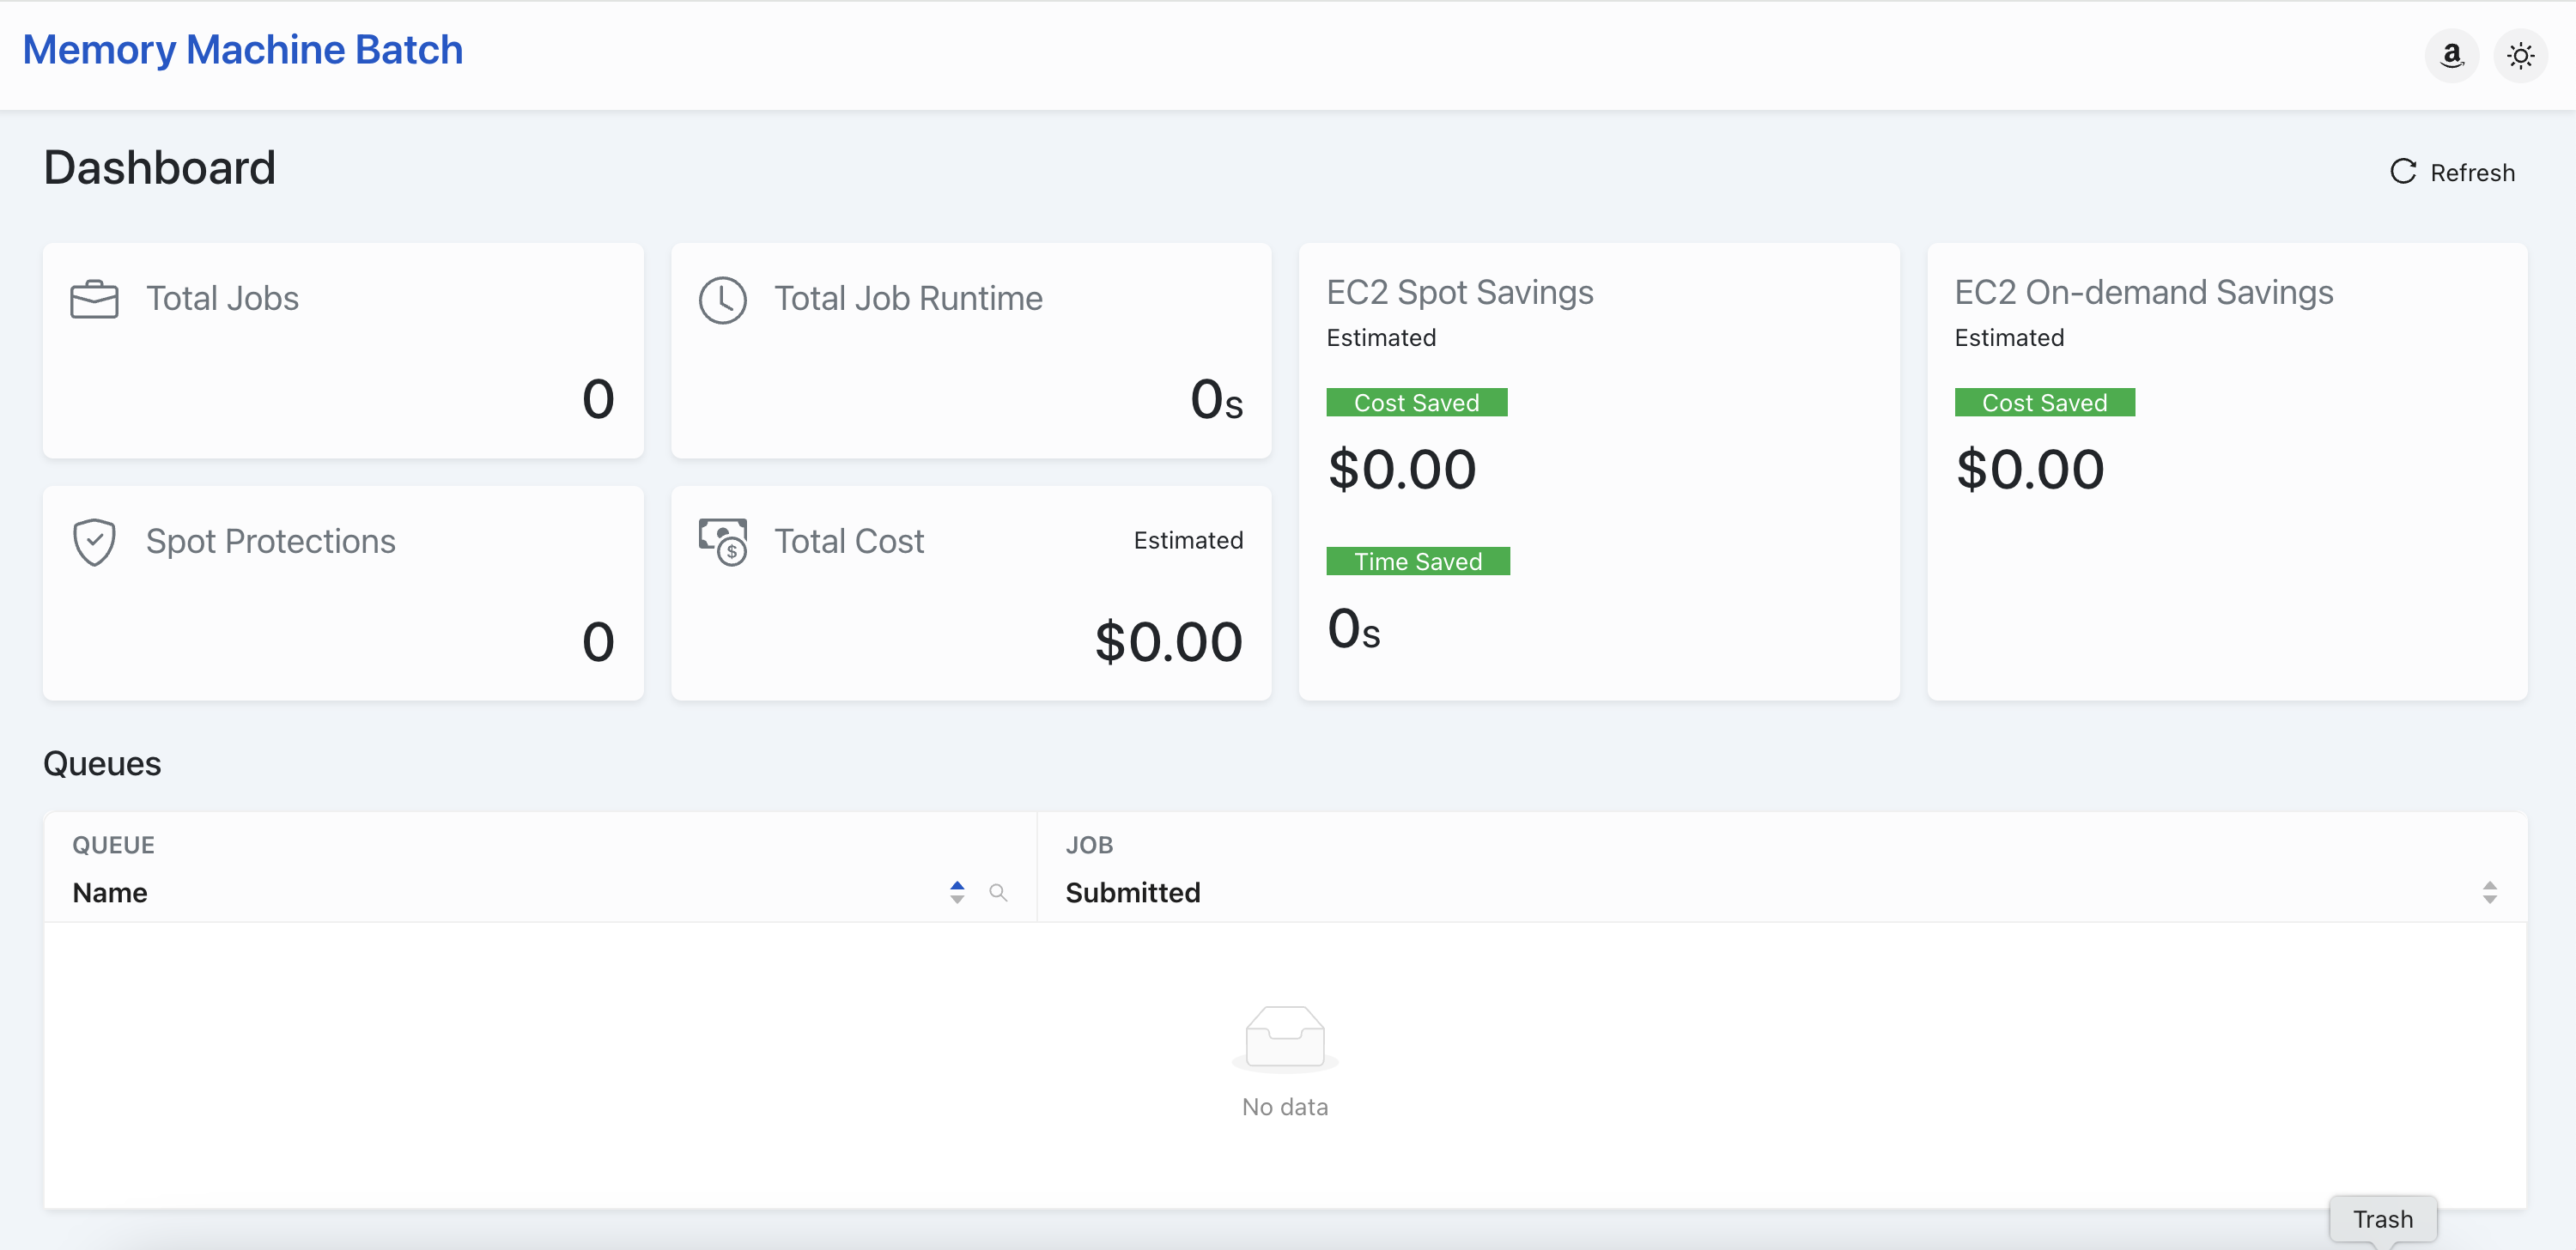 Memory Machine Batch
a
Dashboard
Refresh
Total Jobs
0
Total Job Runtime
0s
EC2 Spot Savings
Estimated
Cost Saved
$0.00
Time Saved
0s
EC2 On-demand Savings
Estimated
Cost Saved
$0.00
Spot Protections
0
Total Cost
Estimated
$
$0.00
Queues
QUEUE
JOB
Name
Submitted
No data
Trash